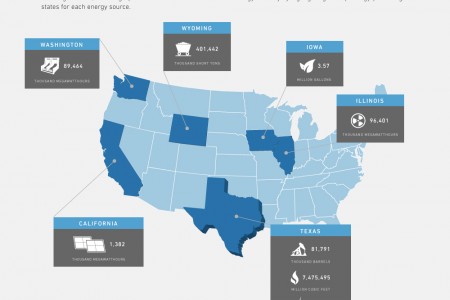 states for each energy source.
WYOMING
401,442
THOUSAND SHORT TONS
WASHINGTON
89,464
THOUSAND MEGAWATTHOURS
IOWA
3.57
MILLION GALLONS
ILLINOIS
96,401
THOUSAND MEGAWATTHOURS
CALIFORNIA
1,382
THOUSAND MEGAWATTHOURS
TEXAS
81,791
THOUSAND BARRELS
7,475,495
MILLION CUBIC FEET